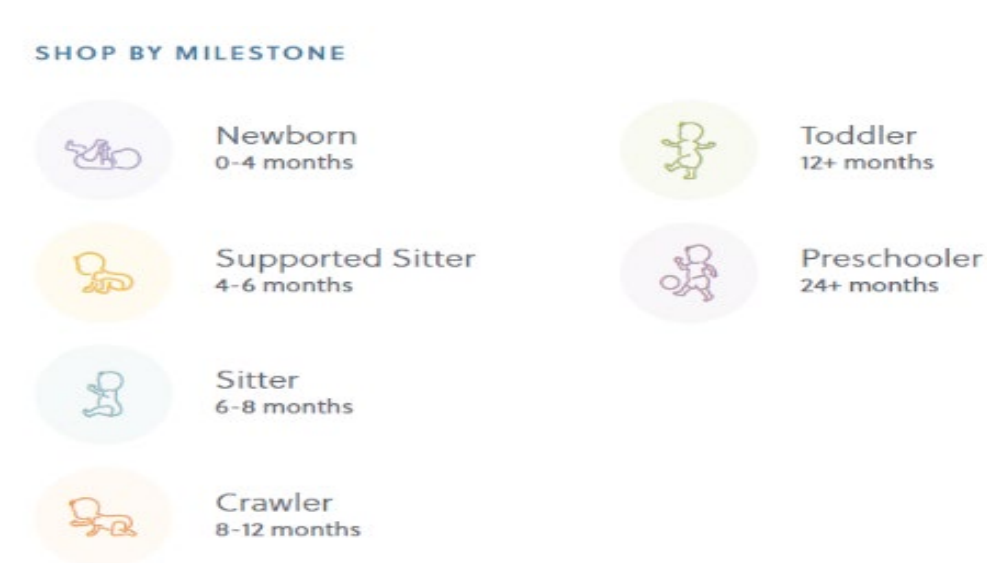 SHOP BY MILESTONE
Newborn
0-4 months
Supported Sitter
4-6 months
Sitter
6-8 months
Crawler
8-12 months
Toddler
12+ months
Preschooler
24+ months